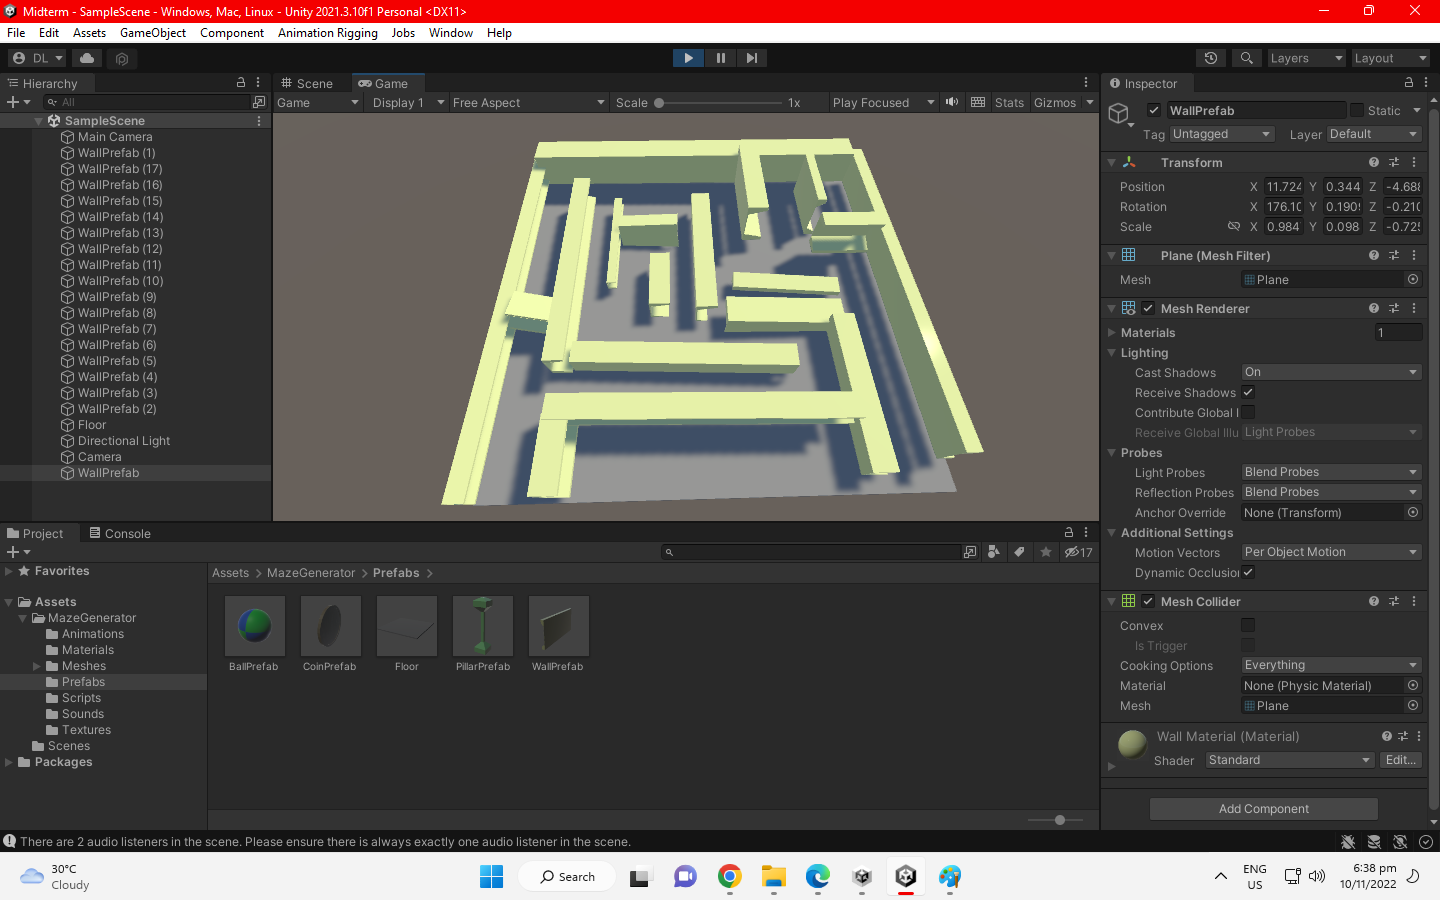 Midterm - SampleScene - Windows, Mac, Linux - Unity 2021.3.10f1 Personal <DX11>
File Edit Assets GameObject Component Animation Rigging Jobs Window Help
DL Layers Layout
Hierarchy
All
SampleScene
Main Camera
WallPrefab (1)
WallPrefab (17)
WallPrefab (16)
WallPrefab (15)
WallPrefab (14)
WallPrefab (13)
WallPrefab (12)
WallPrefab (11)
WallPrefab (10)
WallPrefab (9)
WallPrefab (8)
WallPrefab (7)
WallPrefab (6)
WallPrefab (5)
WallPrefab (4)
WallPrefab (3)
WallPrefab (2)
Floor
Directional Light
Camera
WallPrefab
Scene Game
Game Display 1 Free Aspect Scale 1x Play Focused Stats Gizmos
Inspector
WallPrefab Static
Tag Untagged Layer Default
Transform
Position X 11.724 Y 0.344 Z -4.688
Rotation X 176.10 Y 0.190 Z -0.210
Scale X 0.984 Y 0.098 Z -0.725
Plane (Mesh Filter)
Mesh Plane
Mesh Renderer
Materials 1
Lighting
Cast Shadows On
Receive Shadows
Contribute Global I
Receive Global Illu Light Probes
Probes
Light Probes Blend Probes
Reflection Probes Blend Probes
Anchor Override None (Transform)
Additional Settings
Motion Vectors Per Object Motion
Dynamic Occlusio
Mesh Collider
Convex
Is Trigger
Cooking Options Everything
Material None (Physic Material)
Mesh Plane
Wall Material (Material)
Shader Standard Edit...
Add Component
Project Console
17
Favorites
Assets
MazeGenerator
Animations
Materials
Meshes
Prefabs
Scripts
Sounds
Textures
Scenes
Packages
Assets > MazeGenerator > Prefabs >
BallPrefab CoinPrefab Floor PillarPrefab WallPrefab
There are 2 audio listeners in the scene. Please ensure there is always exactly one audio listener in the scene.
30°C
Cloudy
Search
ENG
US
6:38 pm
10/11/2022